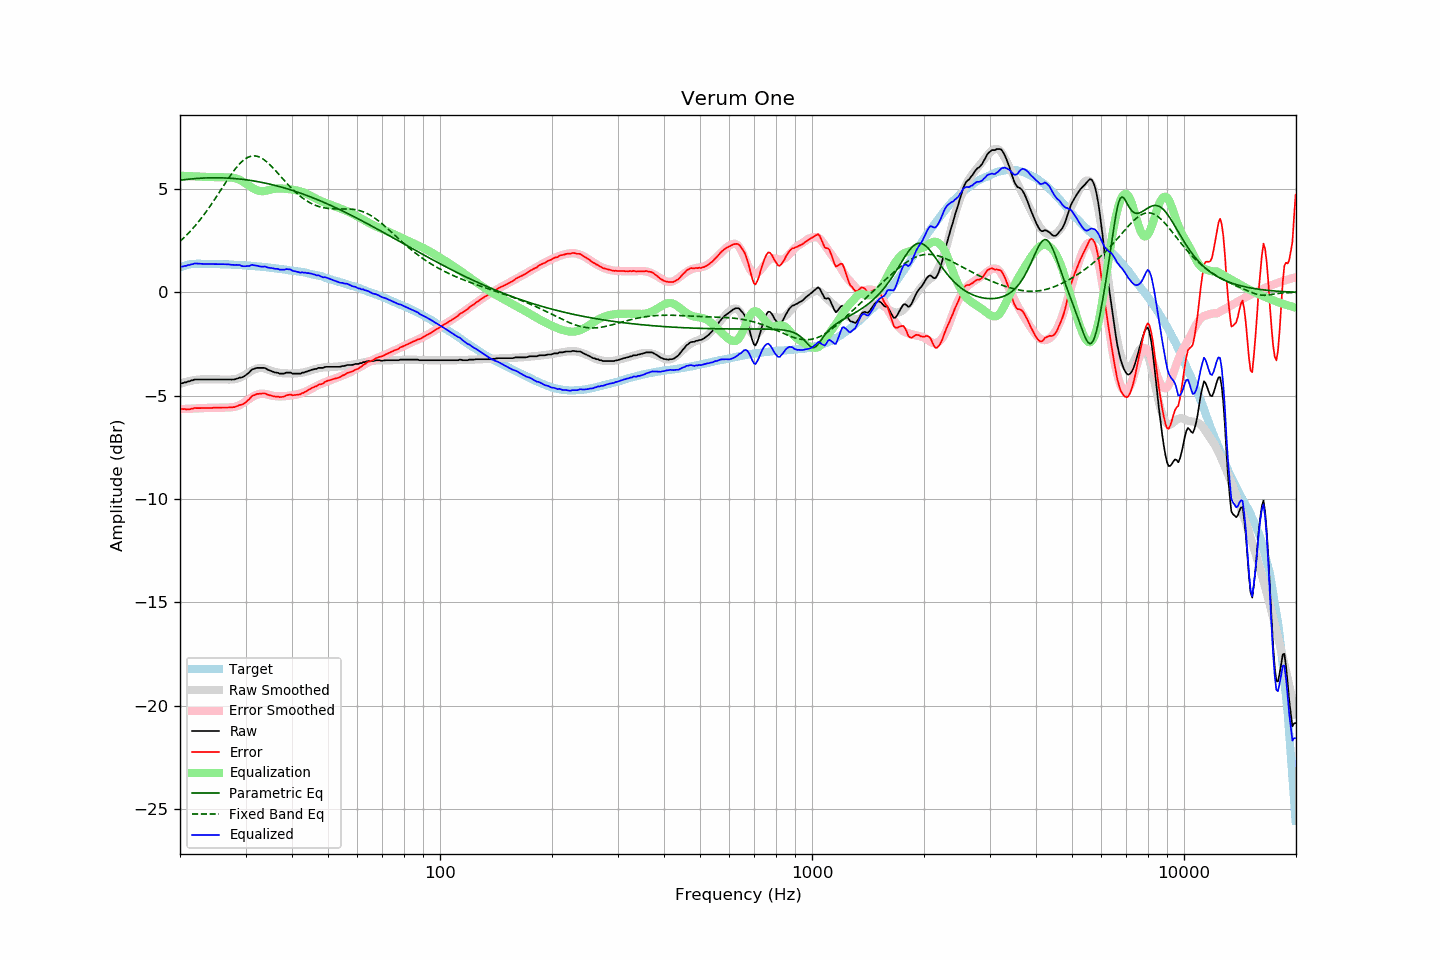 Verum One
5
0
−5
−10
−15
−20
−25
Amplitude (dBr)
Target
Raw Smoothed
Error Smoothed
Raw
Error
Equalization
Parametric Eq
Fixed Band Eq
Equalized
100
1000
10000
Frequency (Hz)